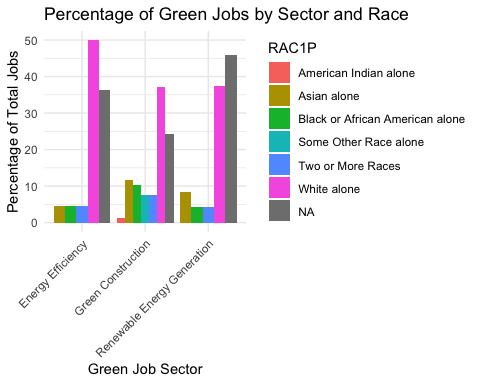 Percentage of Green Jobs by Sector and Race
Percentage of Total Jobs
50
40
30
20
10
0
Energy Efficiency
Green Construction
Renewable Energy Generation
Green Job Sector
RAC1P
American Indian alone
Asian alone
Black or African American alone
Some Other Race alone
Two or More Races
White alone
NA